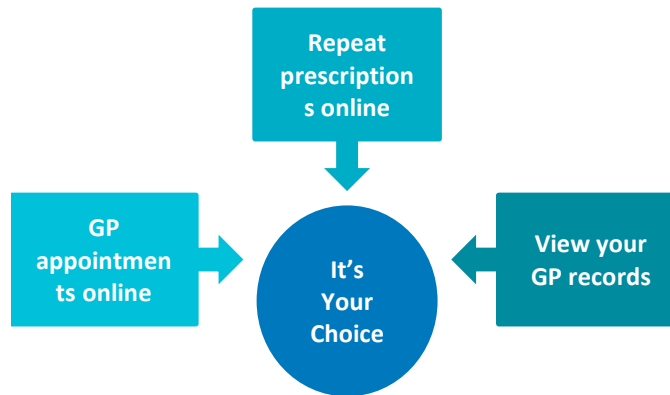 Repeat
prescription
s online
GP
appointmen
ts online
It’s
Your
Choice
View your
GP records